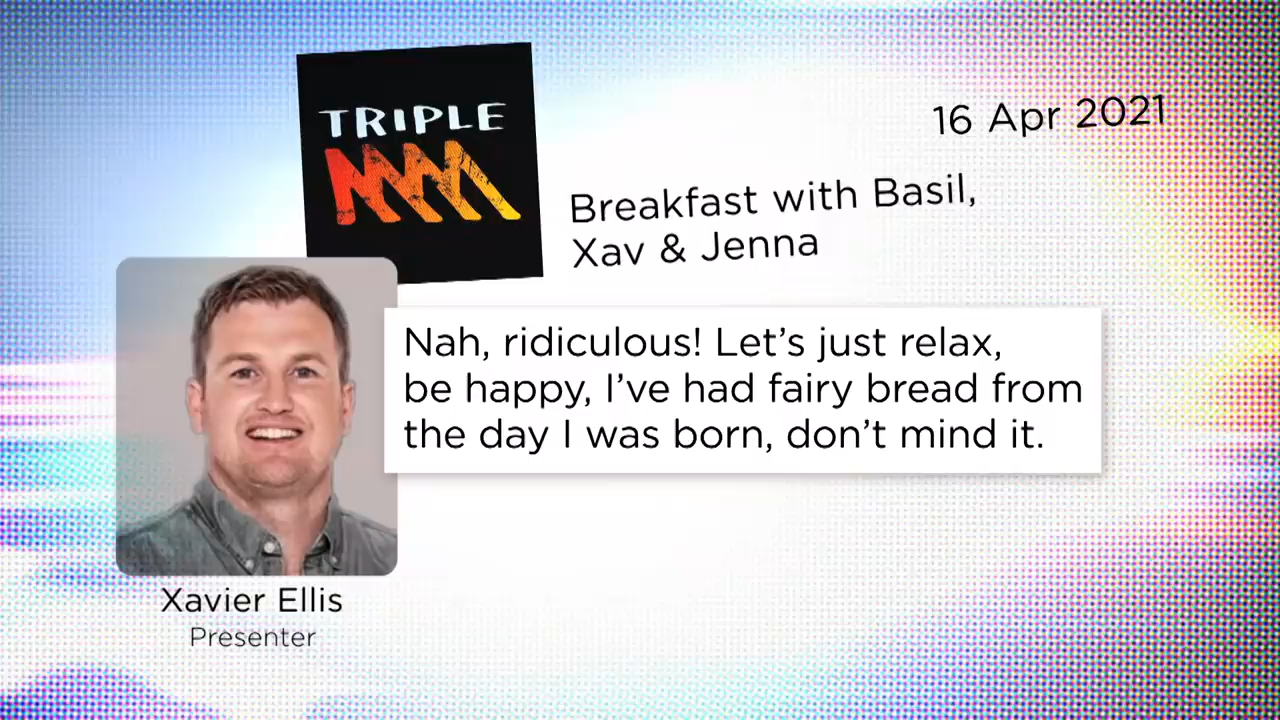 TRIPLE
MMM
16 Apr 2021
Breakfast with Basil,
Xav & Jenna
Nah, ridiculous! Let’s just relax,
be happy, I’ve had fairy bread from
the day I was born, don’t mind it.
Xavier Ellis
Presenter